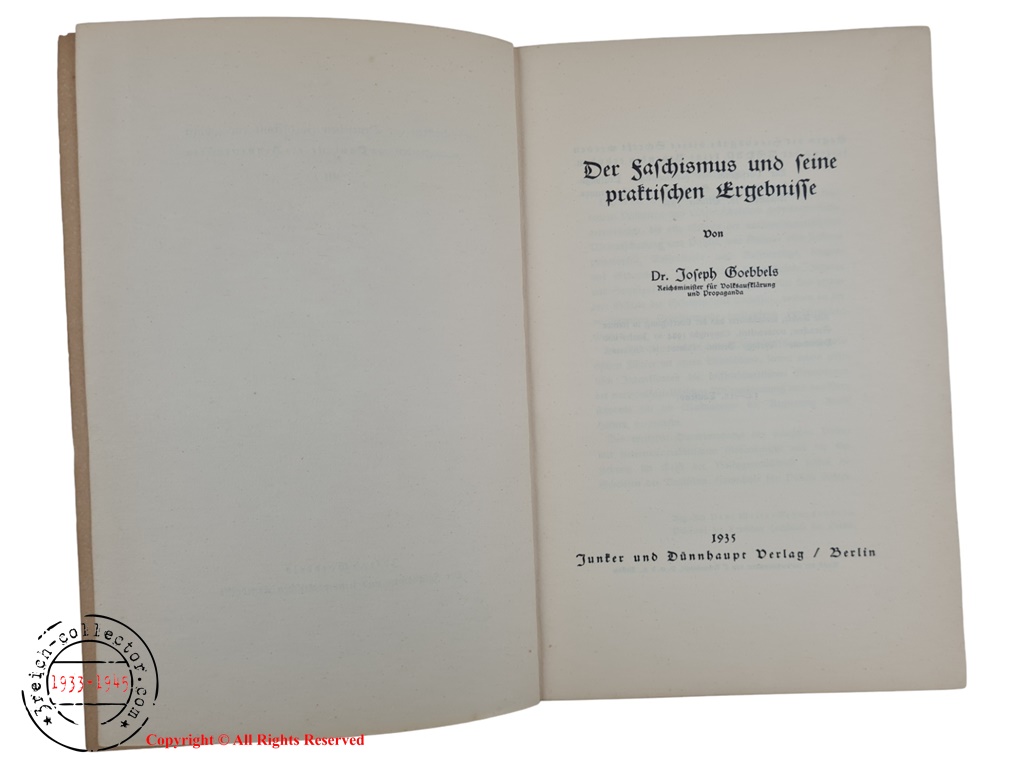 Der Faschismus und seine
praktischen Ergebnisse
Von
Dr. Joseph Goebbels
Reichsminister für Volksaufklärung
und Propaganda
1935
Junker und Dünnhaupt Verlag / Berlin
3reich-collector.com
1933-1945
Copyright © All Rights Reserved